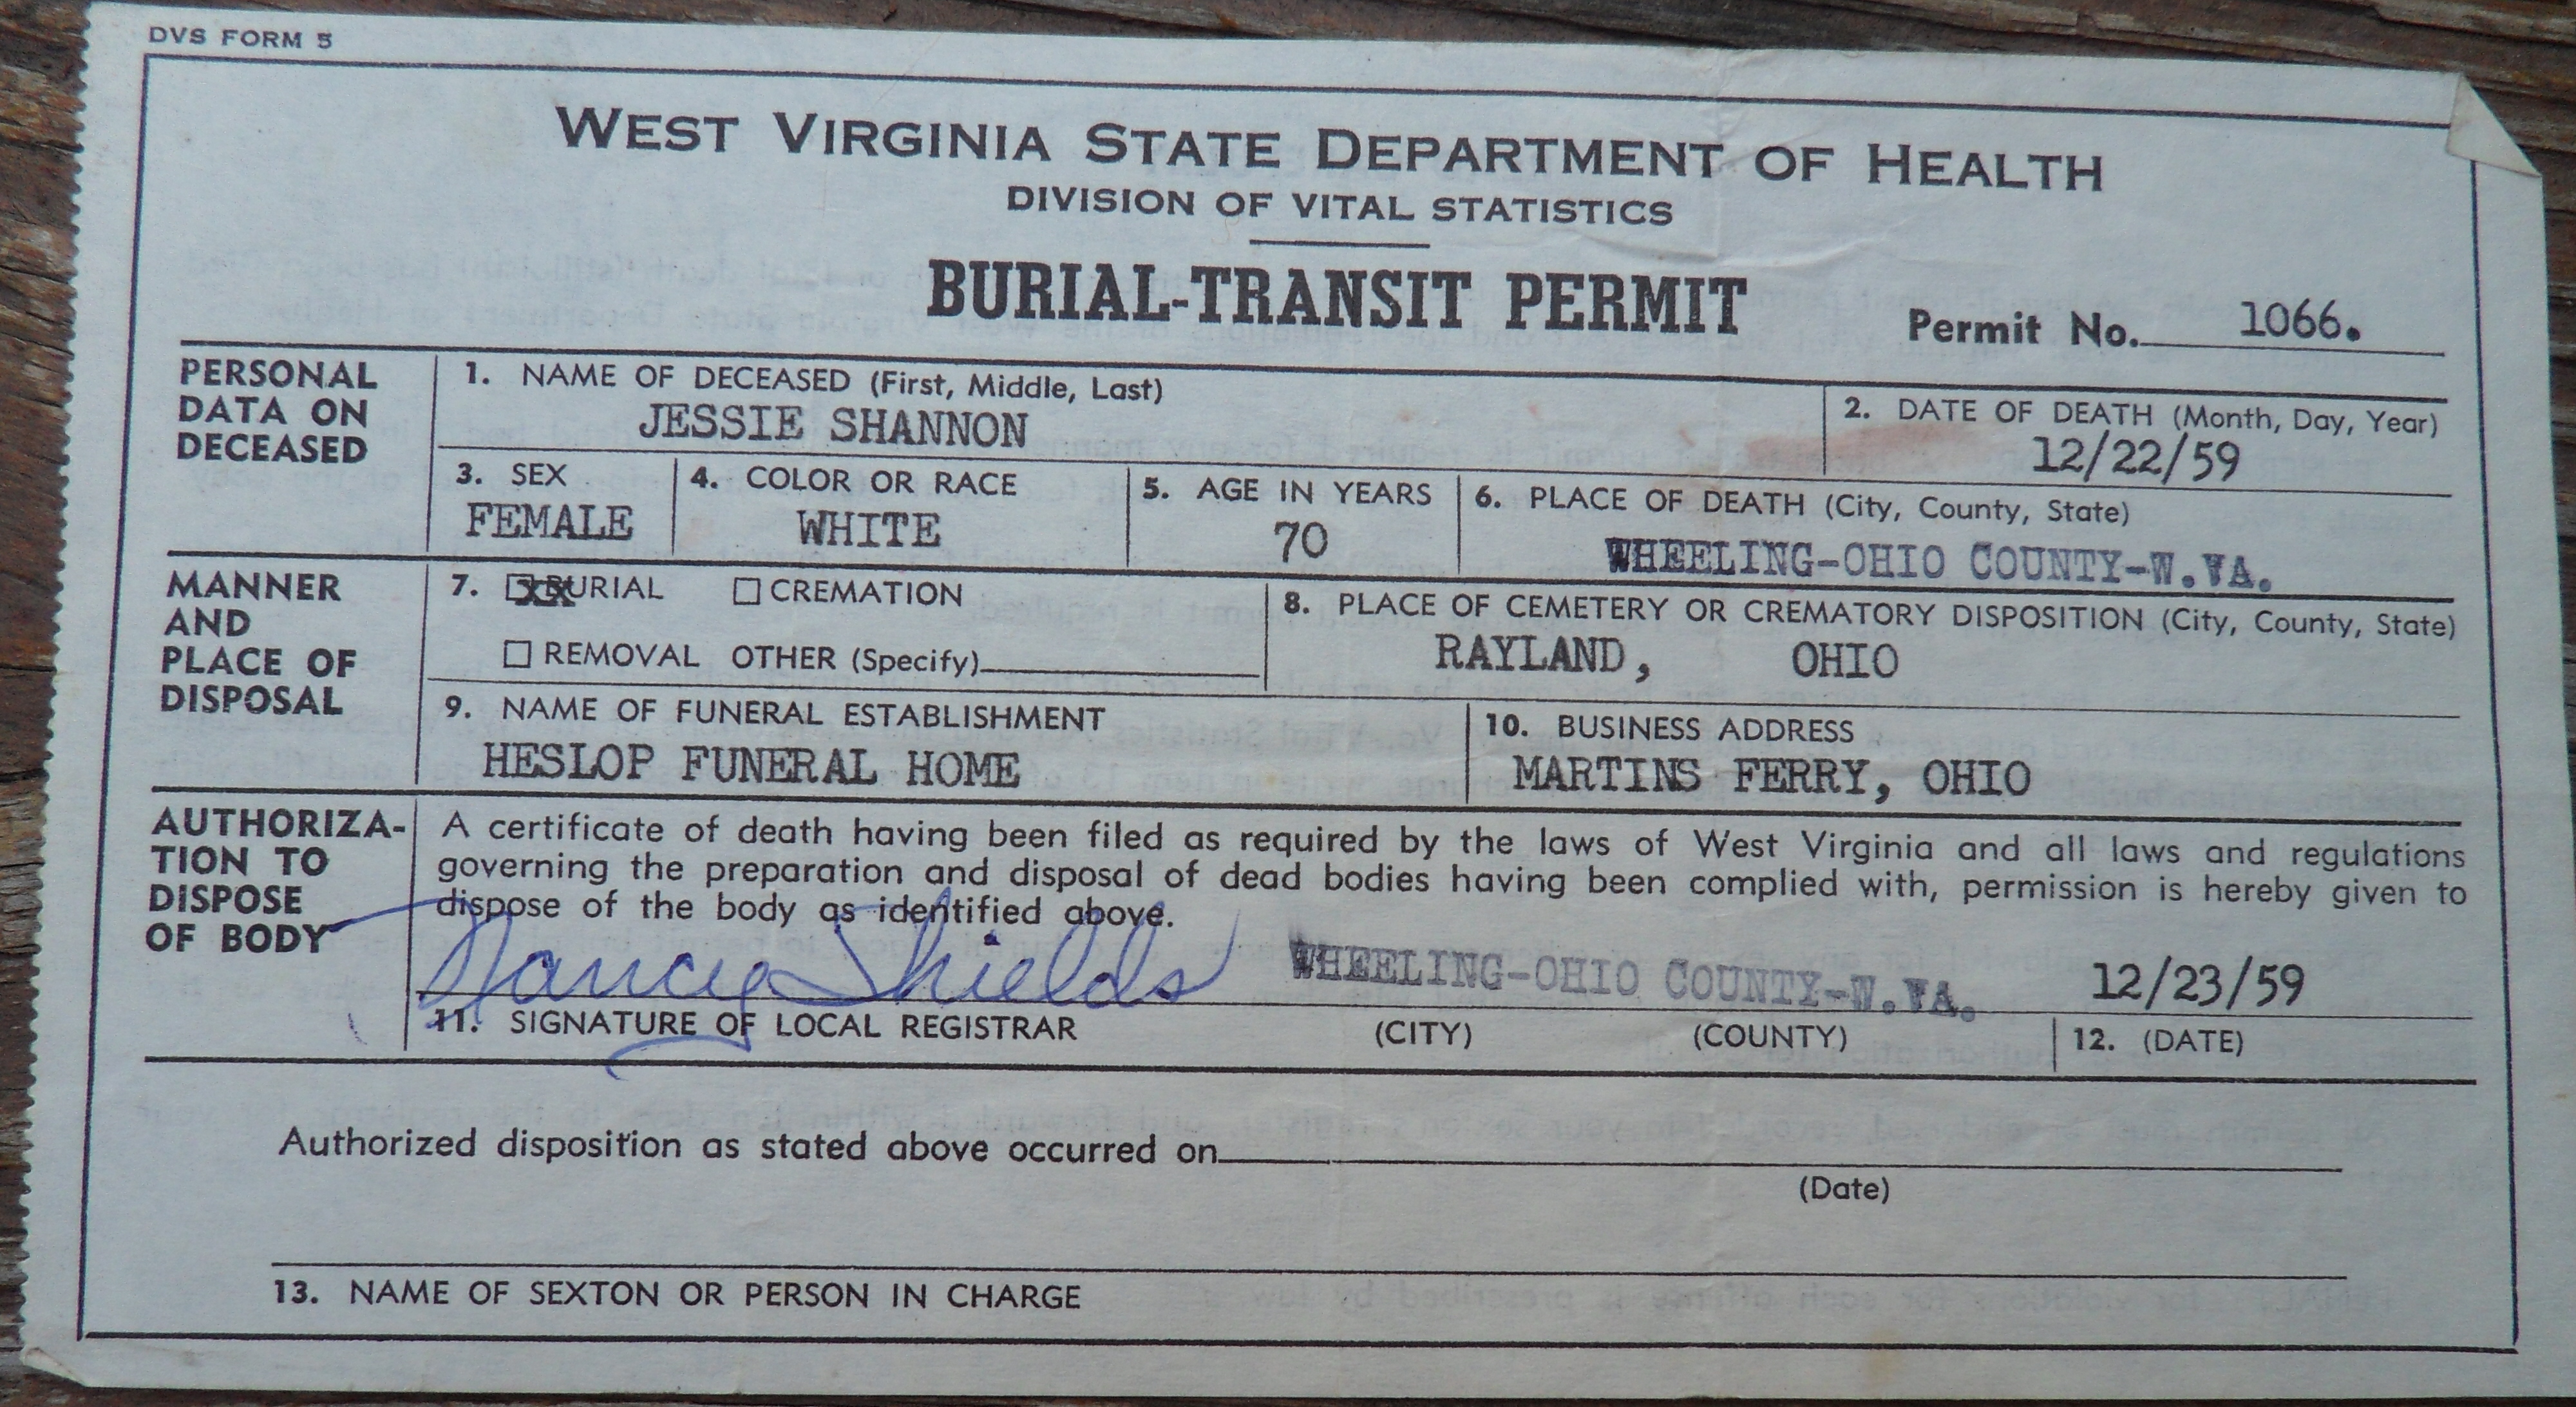 DVS FORM 5
WEST VIRGINIA STATE DEPARTMENT OF HEALTH
DIVISION OF VITAL STATISTICS
BURIAL-TRANSIT PERMIT
Permit No. 1066.
PERSONAL DATA ON DECEASED
1. NAME OF DECEASED (First, Middle, Last)
JESSIE SHANNON
2. DATE OF DEATH (Month, Day, Year)
12/22/59
3. SEX
FEMALE
4. COLOR OR RACE
WHITE
5. AGE IN YEARS
70
6. PLACE OF DEATH (City, County, State)
WHEELING-OHIO COUNTY-W.VA.
MANNER AND PLACE OF DISPOSAL
7. ☒ BURIAL ☐ CREMATION
☐ REMOVAL OTHER (Specify)
8. PLACE OF CEMETERY OR CREMATORY DISPOSITION (City, County, State)
RAYLAND, OHIO
9. NAME OF FUNERAL ESTABLISHMENT
HESLOP FUNERAL HOME
10. BUSINESS ADDRESS
MARTINS FERRY, OHIO
AUTHORIZA-
TION TO
DISPOSE
OF BODY
A certificate of death having been filed as required by the laws of West Virginia and all laws and regulations
governing the preparation and disposal of dead bodies having been complied with, permission is hereby given to
dispose of the body as identified above.
Nancy Shields WHEELING-OHIO COUNTY-W.VA. 12/23/59
11. SIGNATURE OF LOCAL REGISTRAR (CITY) (COUNTY) 12. (DATE)
Authorized disposition as stated above occurred on
(Date)
13. NAME OF SEXTON OR PERSON IN CHARGE